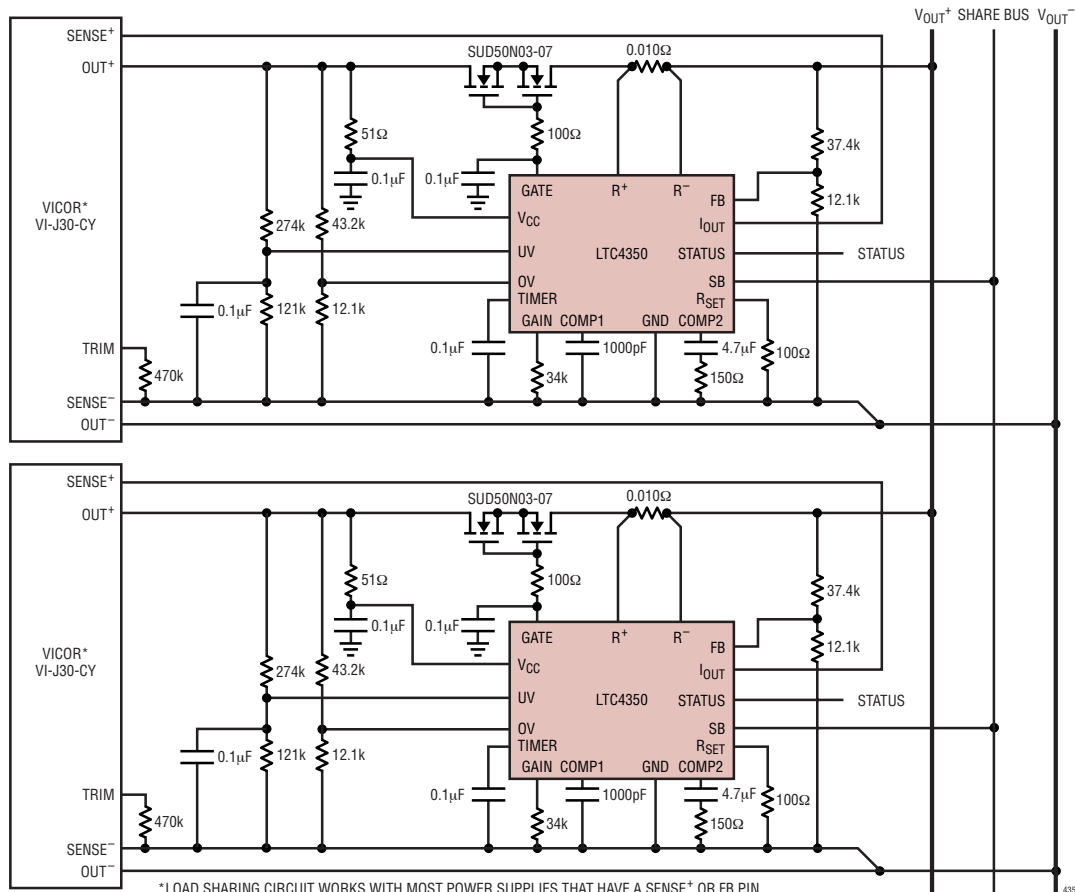 VOUT+ SHARE BUS VOUT−
SENSE+
OUT+
SUD50N03-07
0.010Ω
51Ω
100Ω
37.4k
0.1µF
0.1µF
GATE
R+
R−
FB
12.1k
VICOR*
VI-J30-CY
274k
43.2k
VCC
IOUT
UV
LTC4350
STATUS
STATUS
OV
SB
TIMER
RSET
0.1µF
121k
12.1k
GAIN
COMP1
GND
COMP2
0.1µF
1000pF
4.7µF
100Ω
TRIM
470k
34k
150Ω
SENSE−
OUT−
SENSE+
OUT+
SUD50N03-07
0.010Ω
51Ω
100Ω
37.4k
0.1µF
0.1µF
GATE
R+
R−
FB
12.1k
VICOR*
VI-J30-CY
274k
43.2k
VCC
IOUT
UV
LTC4350
STATUS
STATUS
OV
SB
TIMER
RSET
0.1µF
121k
12.1k
GAIN
COMP1
GND
COMP2
0.1µF
1000pF
4.7µF
100Ω
TRIM
470k
34k
150Ω
SENSE−
OUT−
*LOAD SHARING CIRCUIT WORKS WITH MOST POWER SUPPLIES THAT HAVE A SENSE+ OR FB PIN